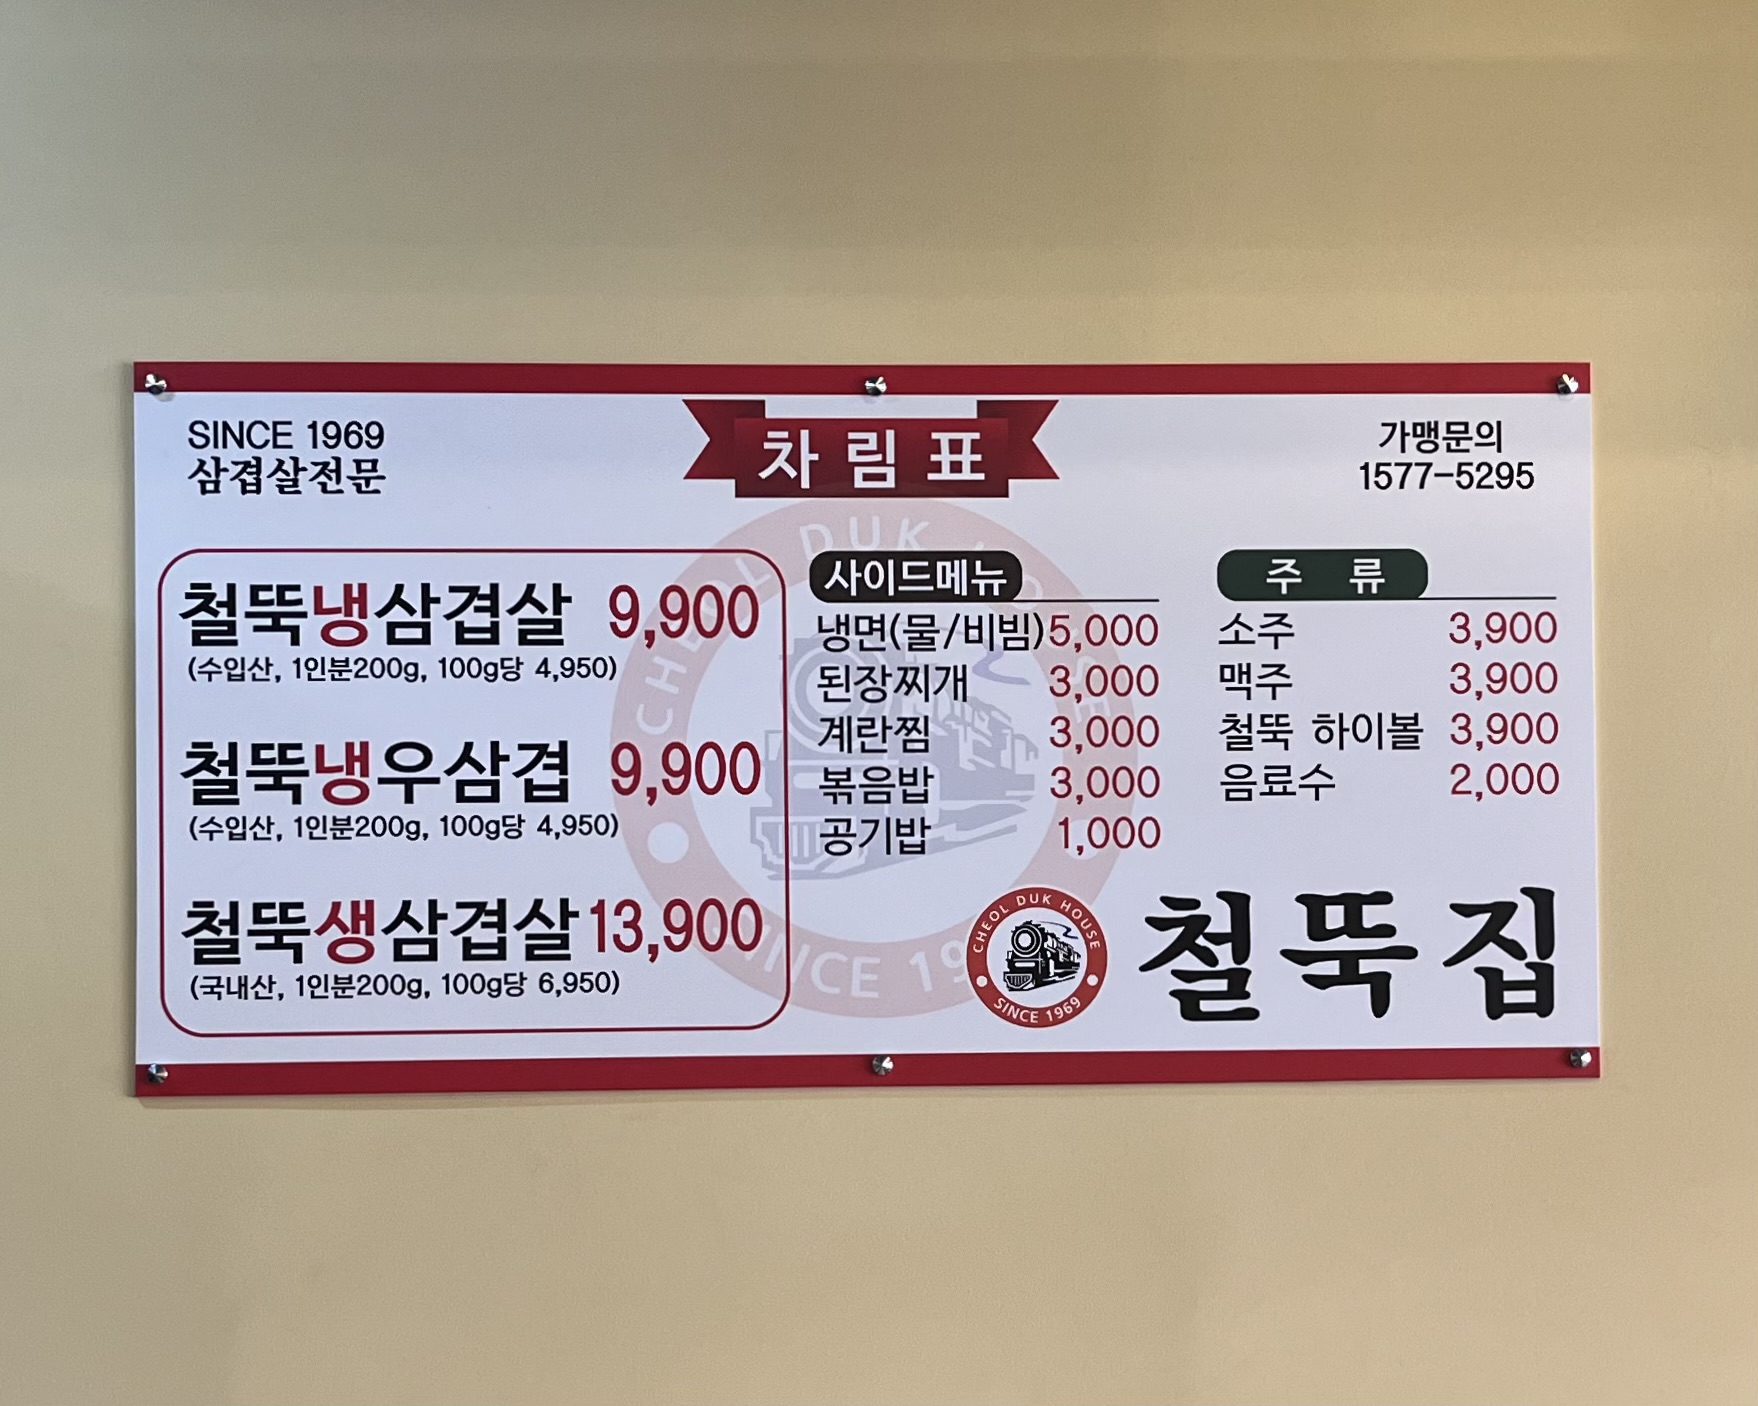 SINCE 1969
삼겹살전문
차림표
가맹문의
1577-5295
철뚝냉삼겹살 9,900
(수입산, 1인분200g, 100g당 4,950)
철뚝냉우삼겹 9,900
(수입산, 1인분200g, 100g당 4,950)
철뚝생삼겹살 13,900
(국내산, 1인분200g, 100g당 6,950)
사이드메뉴
냉면(물/비빔) 5,000
된장찌개 3,000
계란찜 3,000
볶음밥 3,000
공기밥 1,000
주 류
소주 3,900
맥주 3,900
철뚝 하이볼 3,900
음료수 2,000
CHEOL DUK HOUSE
SINCE 1969
철뚝집